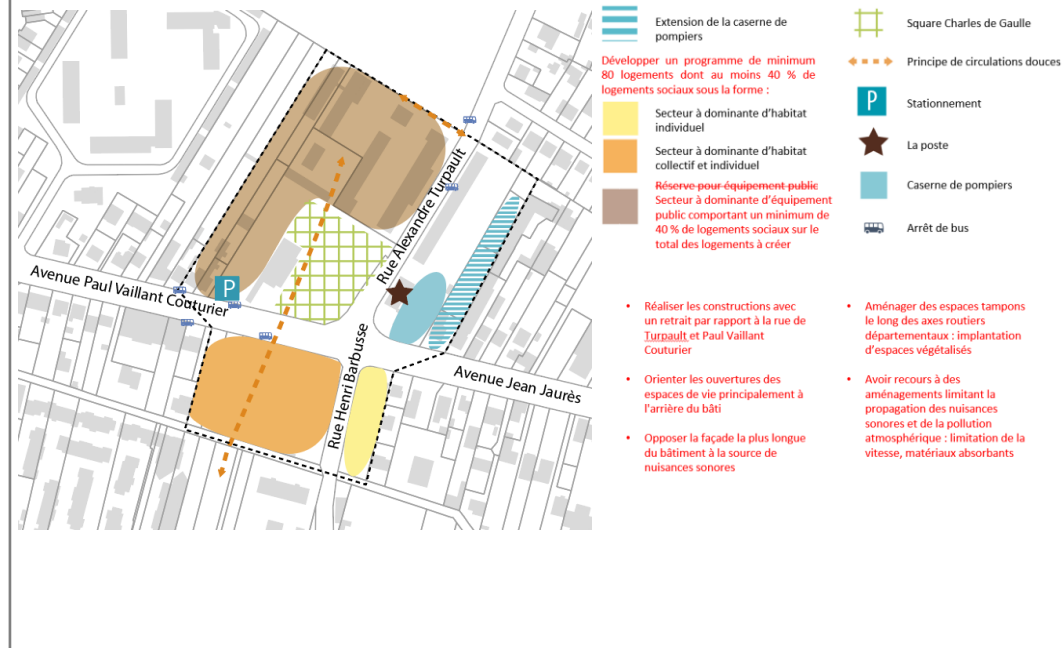 Avenue Paul Vaillant Couturier
P
Rue Alexandre Turpault
Rue Henri Barbusse
Avenue Jean Jaurès
Extension de la caserne de
pompiers
Développer un programme de minimum
80 logements dont au moins 40 % de
logements sociaux sous la forme :
Secteur à dominante d'habitat
individuel
Secteur à dominante d'habitat
collectif et individuel
Réserve pour équipement public
Secteur à dominante d'équipement
public comportant un minimum de
40 % de logements sociaux sur le
total des logements à créer
Square Charles de Gaulle
Principe de circulations douces
P
Stationnement
La poste
Caserne de pompiers
Arrêt de bus
• Réaliser les constructions avec
un retrait par rapport à la rue de
Turpault et Paul Vaillant
Couturier
• Orienter les ouvertures des
espaces de vie principalement à
l'arrière du bâti
• Opposer la façade la plus longue
du bâtiment à la source de
nuisances sonores
• Aménager des espaces tampons
le long des axes routiers
départementaux : implantation
d'espaces végétalisés
• Avoir recours à des
aménagements limitant la
propagation des nuisances
sonores et de la pollution
atmosphérique : limitation de la
vitesse, matériaux absorbants